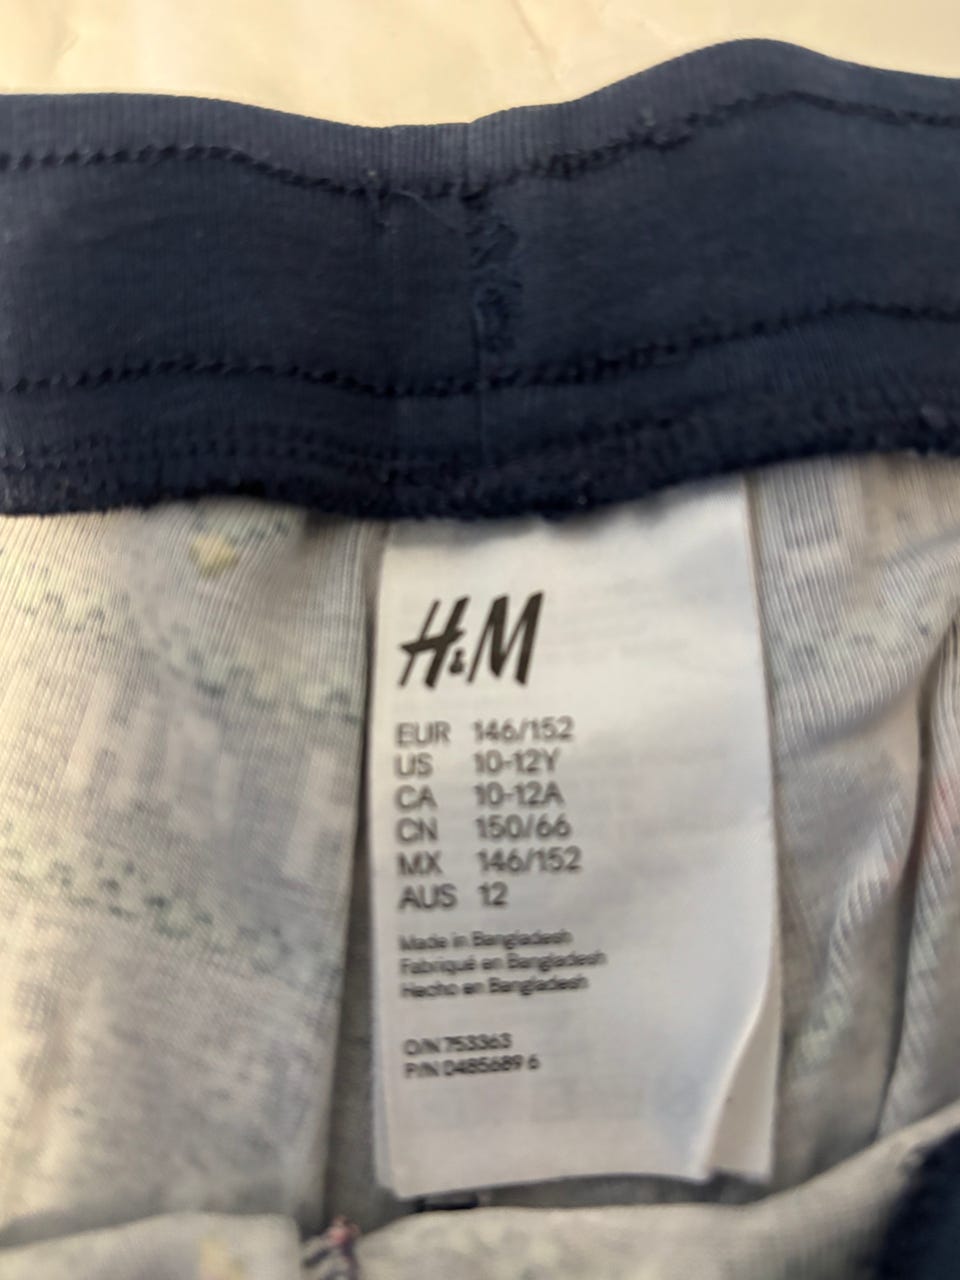 H&M
EUR 146/152
US 10-12Y
CA 10-12A
CN 150/66
MX 146/152
AUS 12
Made in Bangladesh
Fabriqué en Bangladesh
Hecho en Bangladesh
O/N 753363
P/N D485689 6